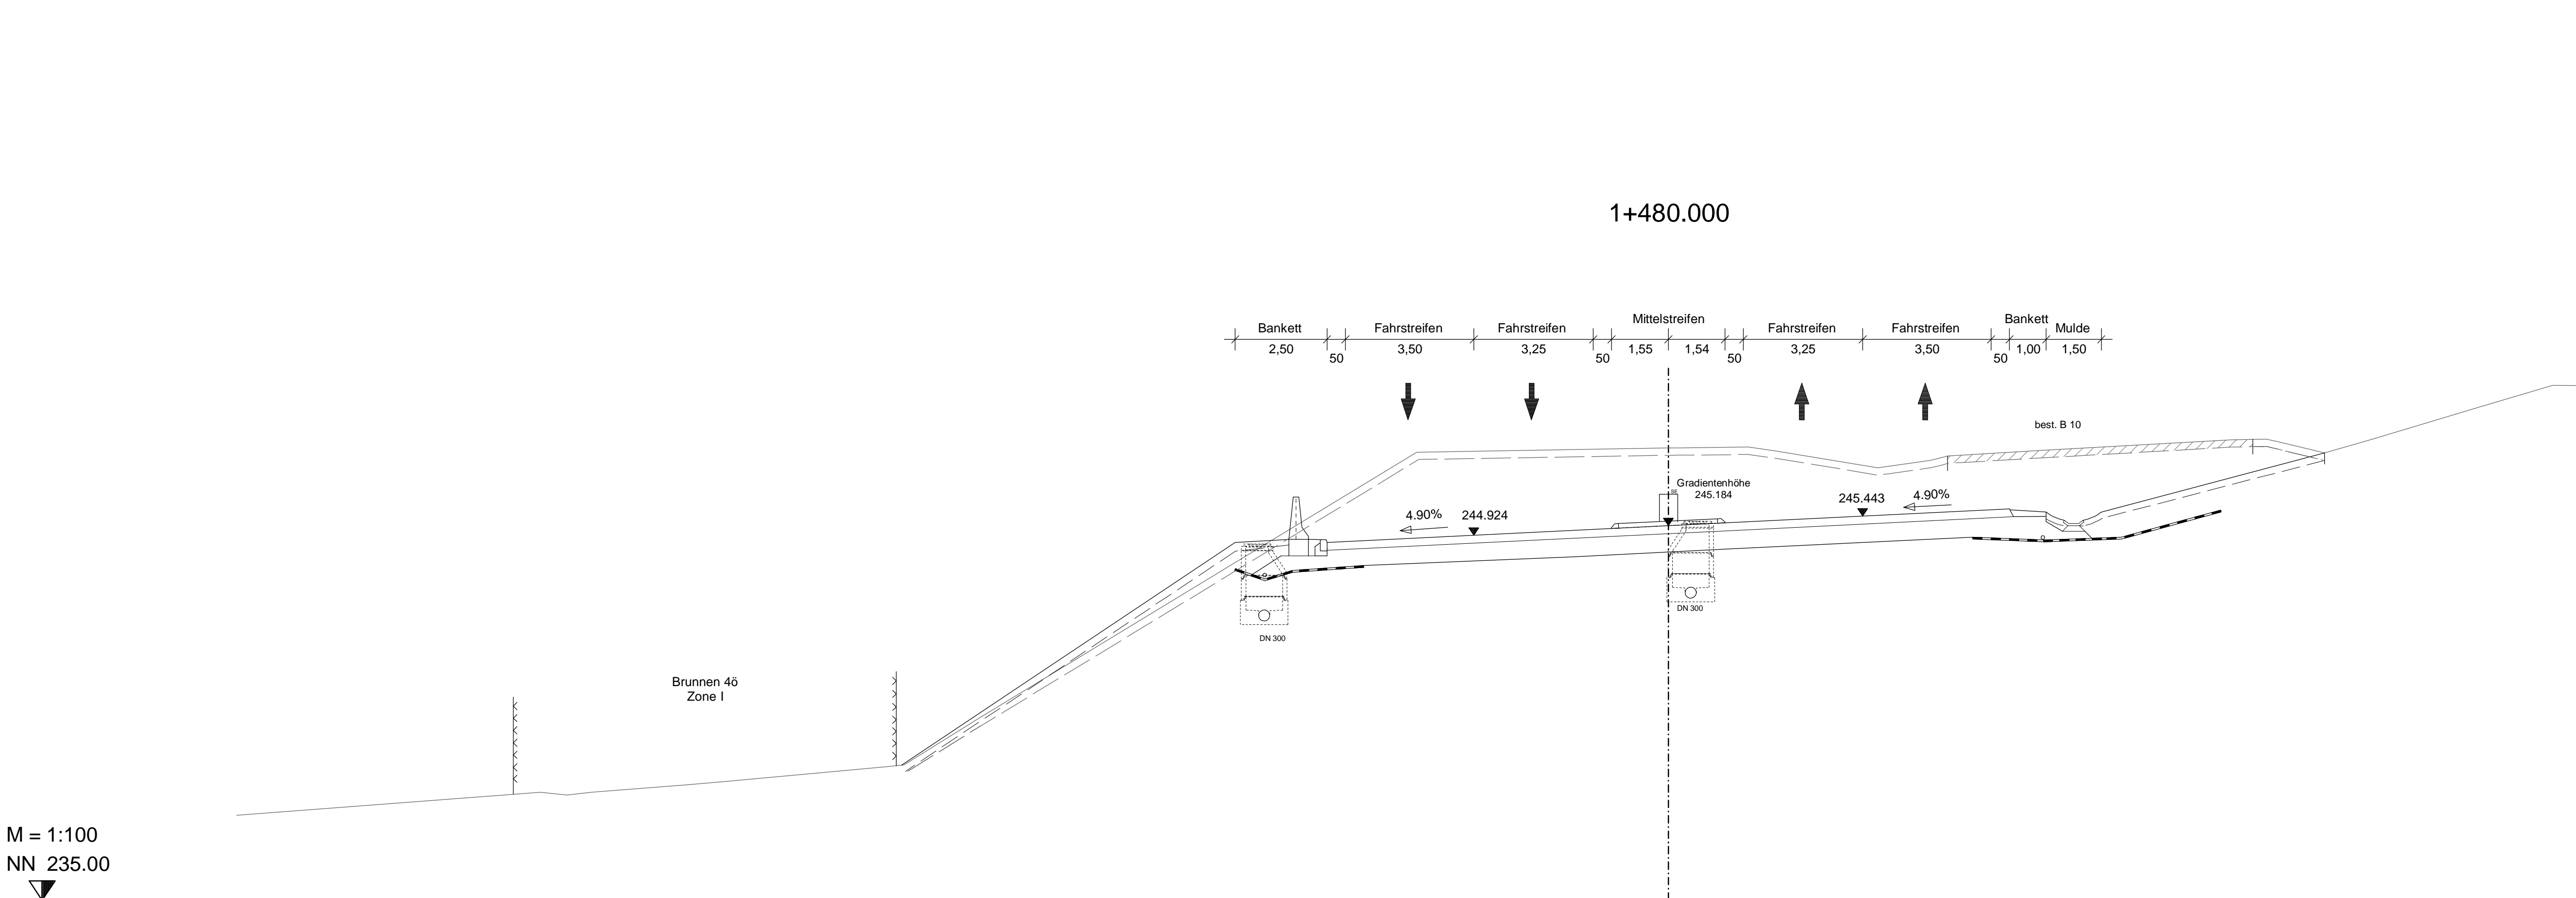 1+480.000
Mittelstreifen
Bankett
Bankett
Fahrstreifen
Fahrstreifen
Fahrstreifen
Fahrstreifen
Mulde
2,50
3,50
3,25
1,55
1,54
3,25
3,50
1,00
1,50
50
50
50
50
best. B 10
Gradientenhöhe
245.184
SE
4.90%
244.924
245.443
4.90%
DN 300
DN 300
Brunnen 4ö
Zone I
M = 1:100
NN 235.00